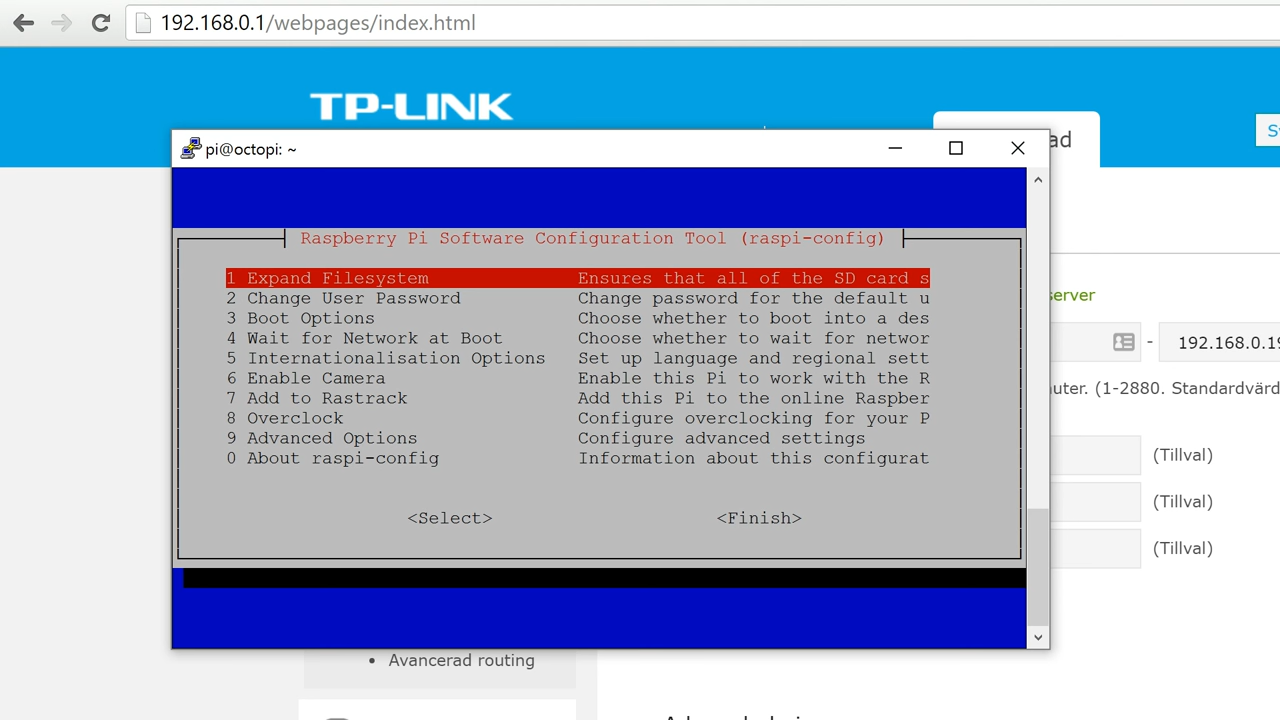 192.168.0.1/webpages/index.html
TP-LINK
pi@octopi: ~
Raspberry Pi Software Configuration Tool (raspi-config)
1 Expand Filesystem Ensures that all of the SD card s
2 Change User Password Change password for the default u
3 Boot Options Choose whether to boot into a des
4 Wait for Network at Boot Choose whether to wait for networ
5 Internationalisation Options Set up language and regional sett
6 Enable Camera Enable this Pi to work with the R
7 Add to Rastrack Add this Pi to the online Raspber
8 Overclock Configure overclocking for your P
9 Advanced Options Configure advanced settings
0 About raspi-config Information about this configurat
<Select> <Finish>
ad
server
- 192.168.0.19
uter. (1-2880. Standardvärd
(Tillval)
(Tillval)
(Tillval)
• Avancerad routing